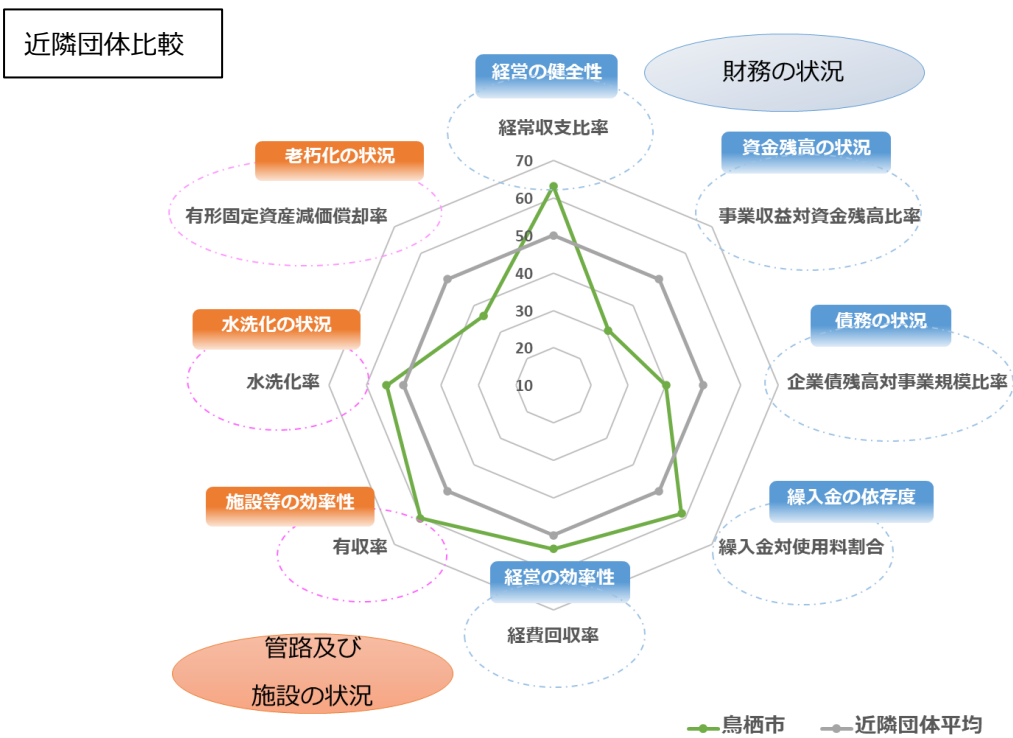 近隣団体比較
財務の状況
経営の健全性
経常収支比率
資金残高の状況
事業収益対資金残高比率
債務の状況
企業債残高対事業規模比率
繰入金の依存度
繰入金対使用料割合
経営の効率性
経費回収率
施設等の効率性
有収率
水洗化の状況
水洗化率
老朽化の状況
有形固定資産減価償却率
70
60
50
40
30
20
10
管路及び
施設の状況
鳥栖市
近隣団体平均